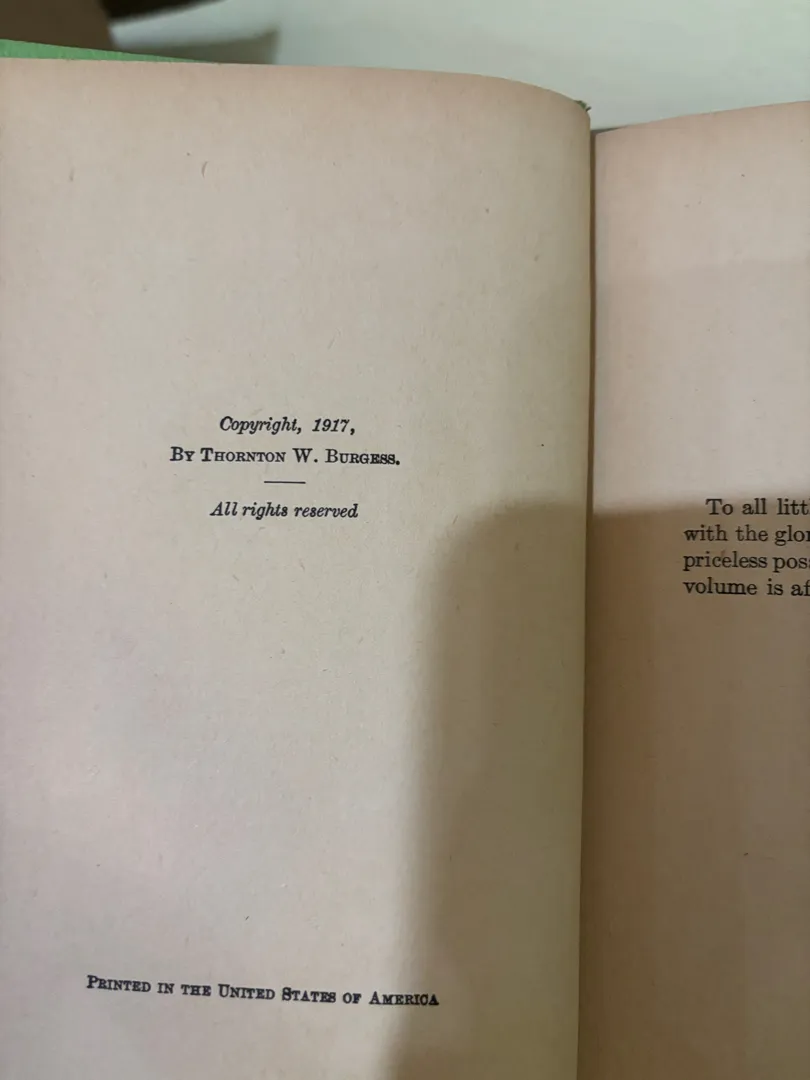 Copyright, 1917,
BY THORNTON W. BURGESS.
All rights reserved
PRINTED IN THE UNITED STATES OF AMERICA
To all litt
with the glo
priceless pos
volume is af